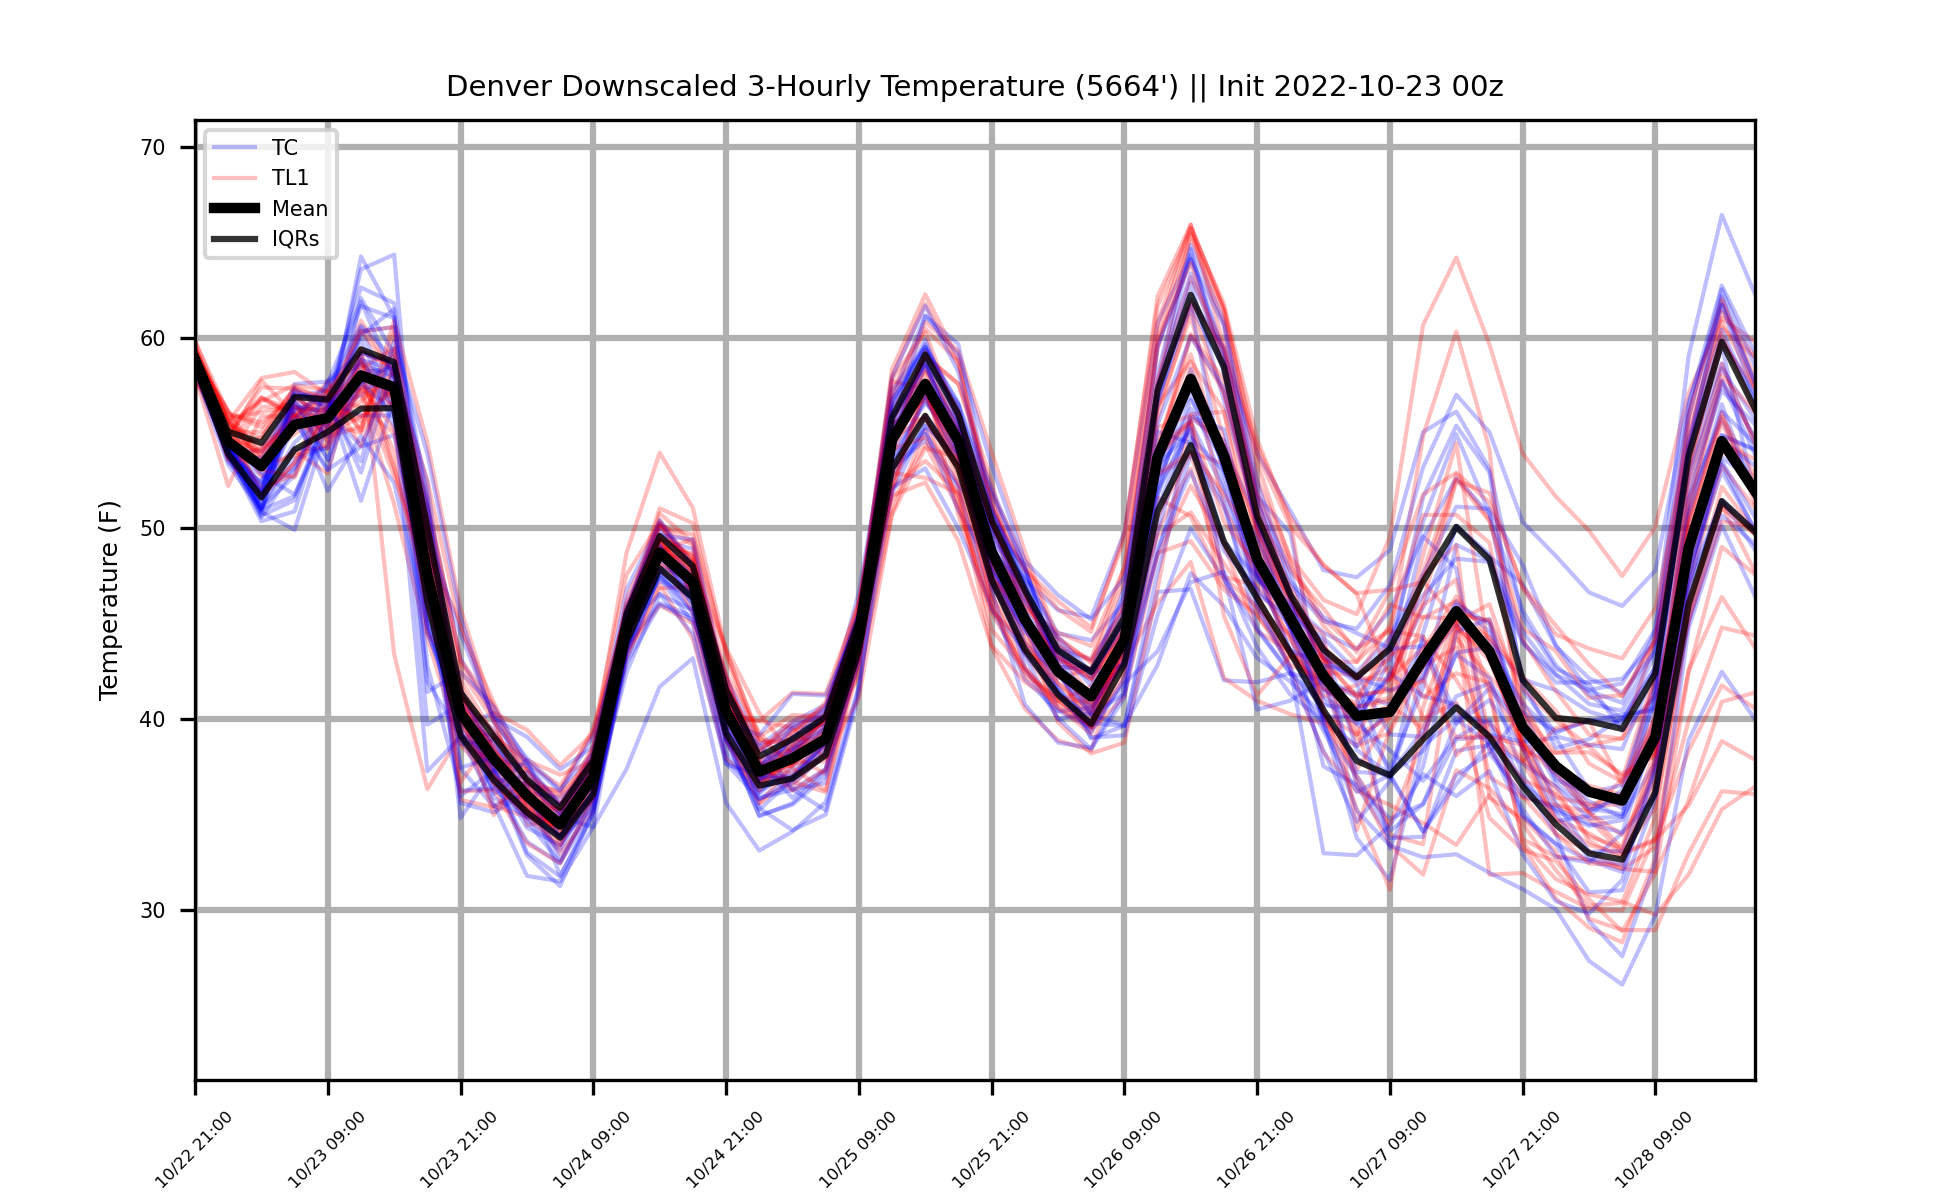 Denver Downscaled 3-Hourly Temperature (5664') || Init 2022-10-23 00z
TC
TL1
Mean
IQRs
Temperature (F)
70
60
50
40
30
10/22 21:00
10/23 09:00
10/23 21:00
10/24 09:00
10/24 21:00
10/25 09:00
10/25 21:00
10/26 09:00
10/26 21:00
10/27 09:00
10/27 21:00
10/28 09:00